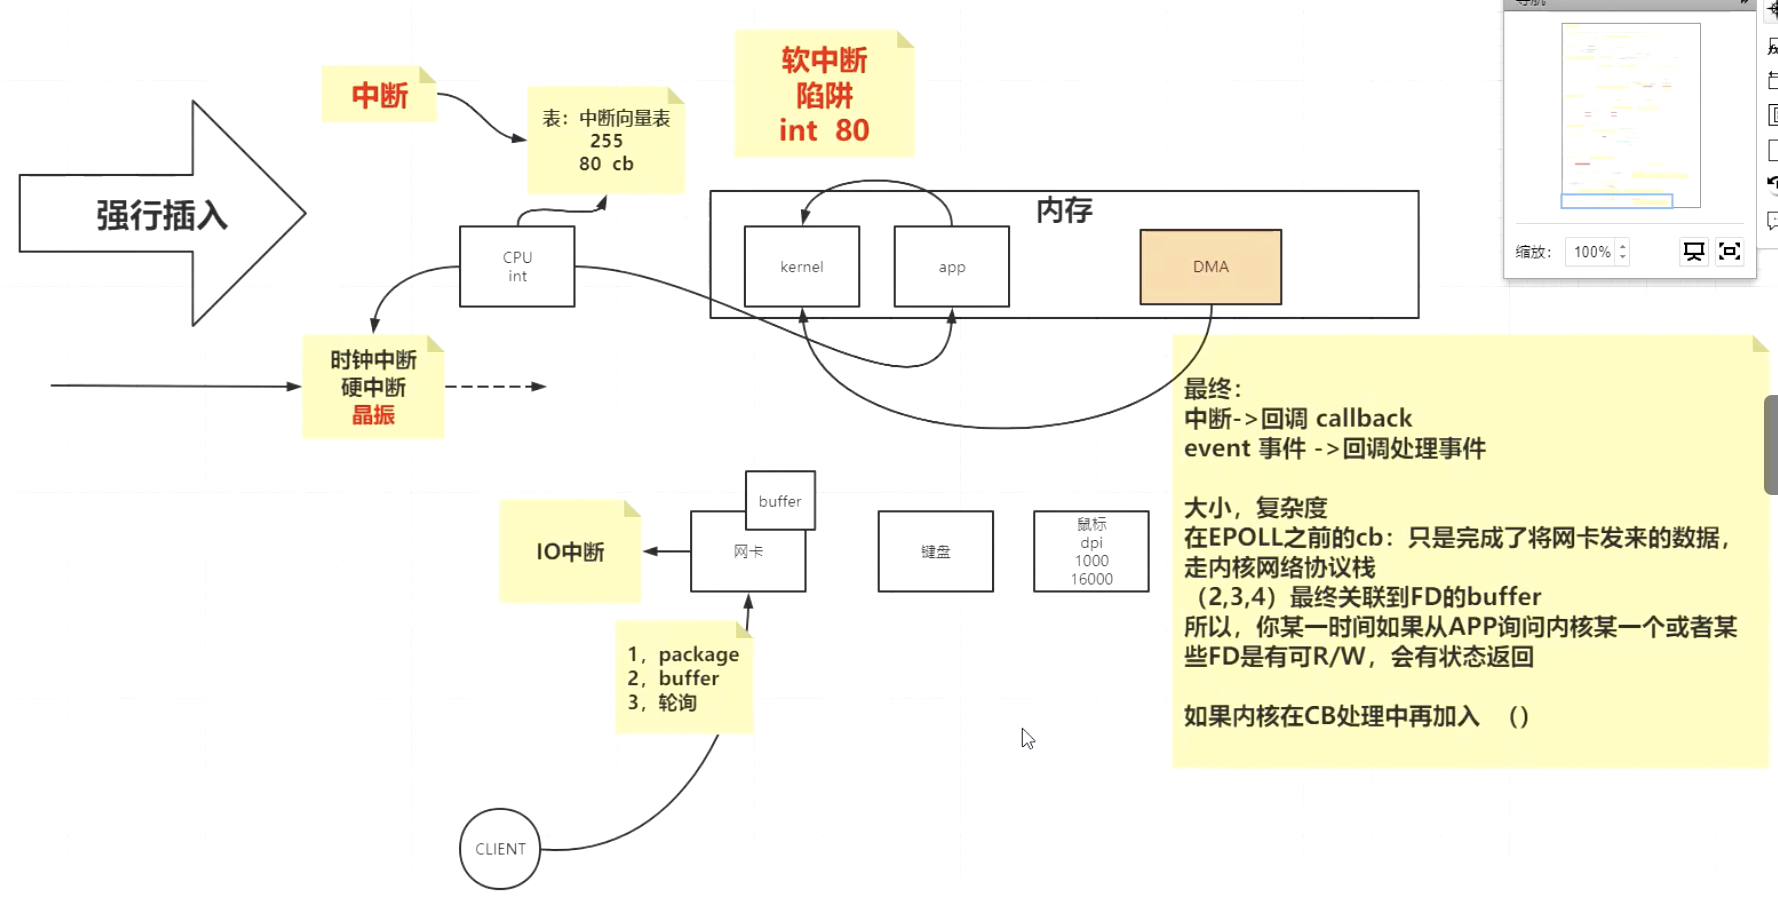 导航
中断
表：中断向量表
255
80 cb
软中断
陷阱
int 80
强行插入
CPU
int
内存
kernel
app
DMA
缩放：
100%
时钟中断
硬中断
晶振
最终：
中断->回调 callback
event 事件 ->回调处理事件
大小，复杂度
在EPOLL之前的cb：只是完成了将网卡发来的数据，
走内核网络协议栈
（2,3,4）最终关联到FD的buffer
所以，你某一时间如果从APP询问内核某一个或者某
些FD是有可R/W，会有状态返回
如果内核在CB处理中再加入 （）
IO中断
buffer
网卡
键盘
鼠标
dpi
1000
16000
1，package
2，buffer
3，轮询
CLIENT